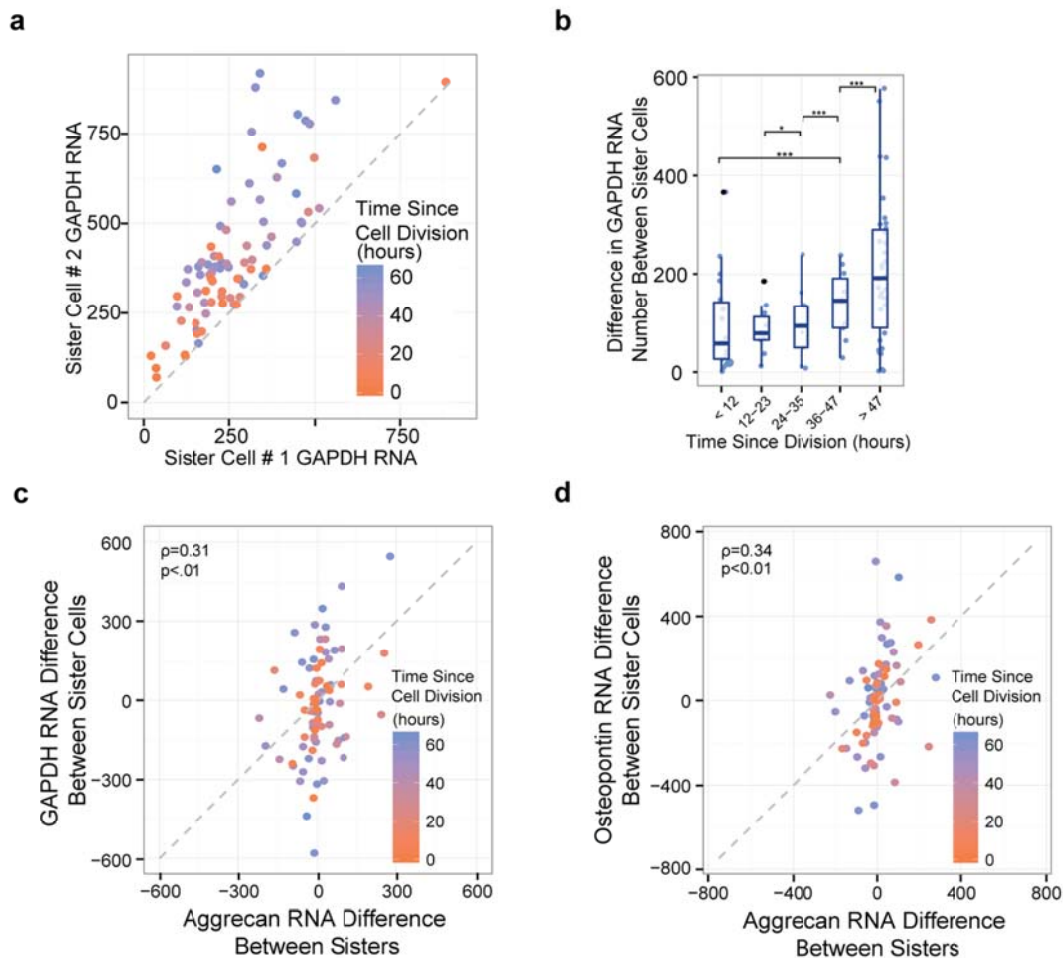 a
Sister Cell # 2 GAPDH RNA
750
500
250
0
0
250
750
Sister Cell # 1 GAPDH RNA
Time Since
Cell Division
(hours)
60
40
20
0
b
Difference in GAPDH RNA
Number Between Sister Cells
600
400
200
0
***
*
***
***
< 12
12–23
24–35
36–47
> 47
Time Since Division (hours)
c
GAPDH RNA Difference
Between Sister Cells
600
300
0
−300
−600
ρ=0.31
p<.01
Time Since
Cell Division
(hours)
60
40
20
0
−600
−300
0
300
600
Aggrecan RNA Difference
Between Sisters
d
Osteopontin RNA Difference
Between Sister Cells
800
400
0
−400
−800
ρ=0.34
p<0.01
Time Since
Cell Division
(hours)
60
40
20
0
−800
−400
0
400
800
Aggrecan RNA Difference
Between Sisters